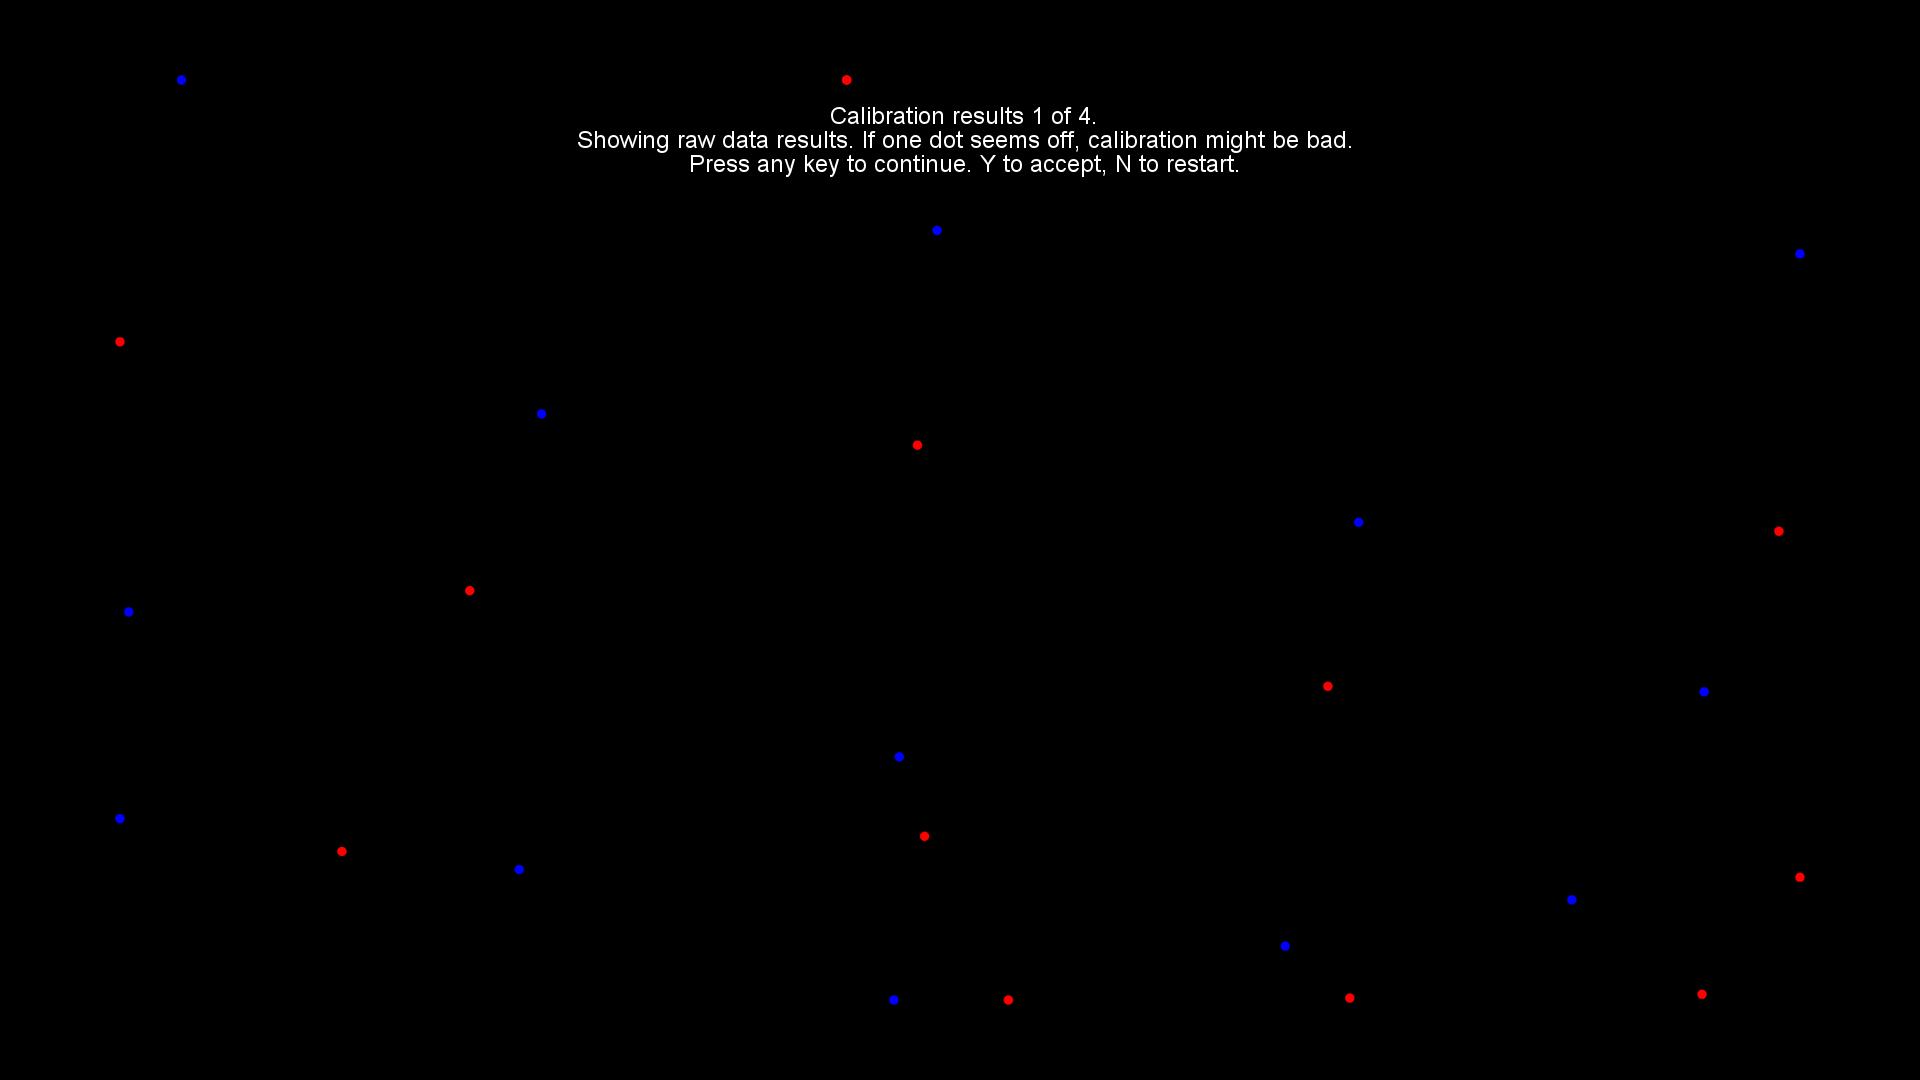 Calibration results 1 of 4.
Showing raw data results. If one dot seems off, calibration might be bad.
Press any key to continue. Y to accept, N to restart.